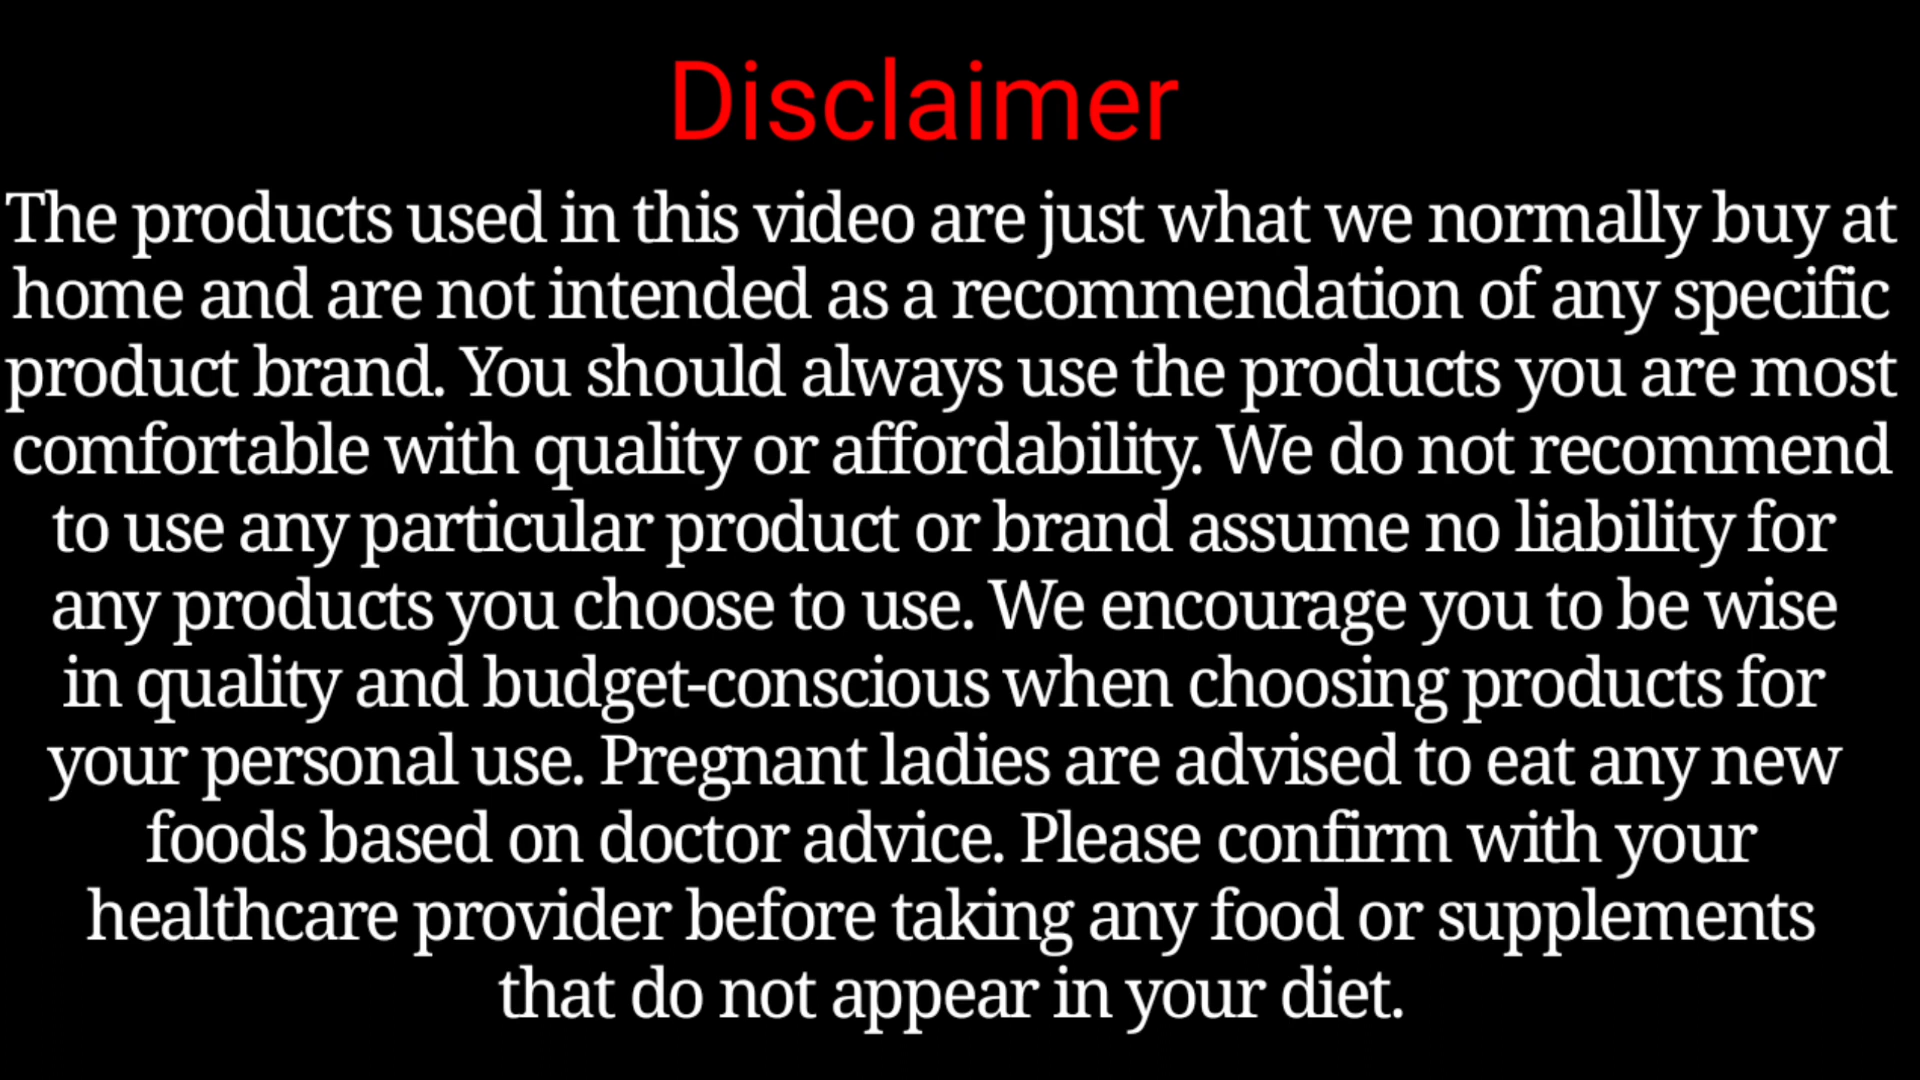 Disclaimer
The products used in this video are just what we normally buy at
home and are not intended as a recommendation of any specific
product brand. You should always use the products you are most
comfortable with quality or affordability. We do not recommend
to use any particular product or brand assume no liability for
any products you choose to use. We encourage you to be wise
in quality and budget-conscious when choosing products for
your personal use. Pregnant ladies are advised to eat any new
foods based on doctor advice. Please confirm with your
healthcare provider before taking any food or supplements
that do not appear in your diet.